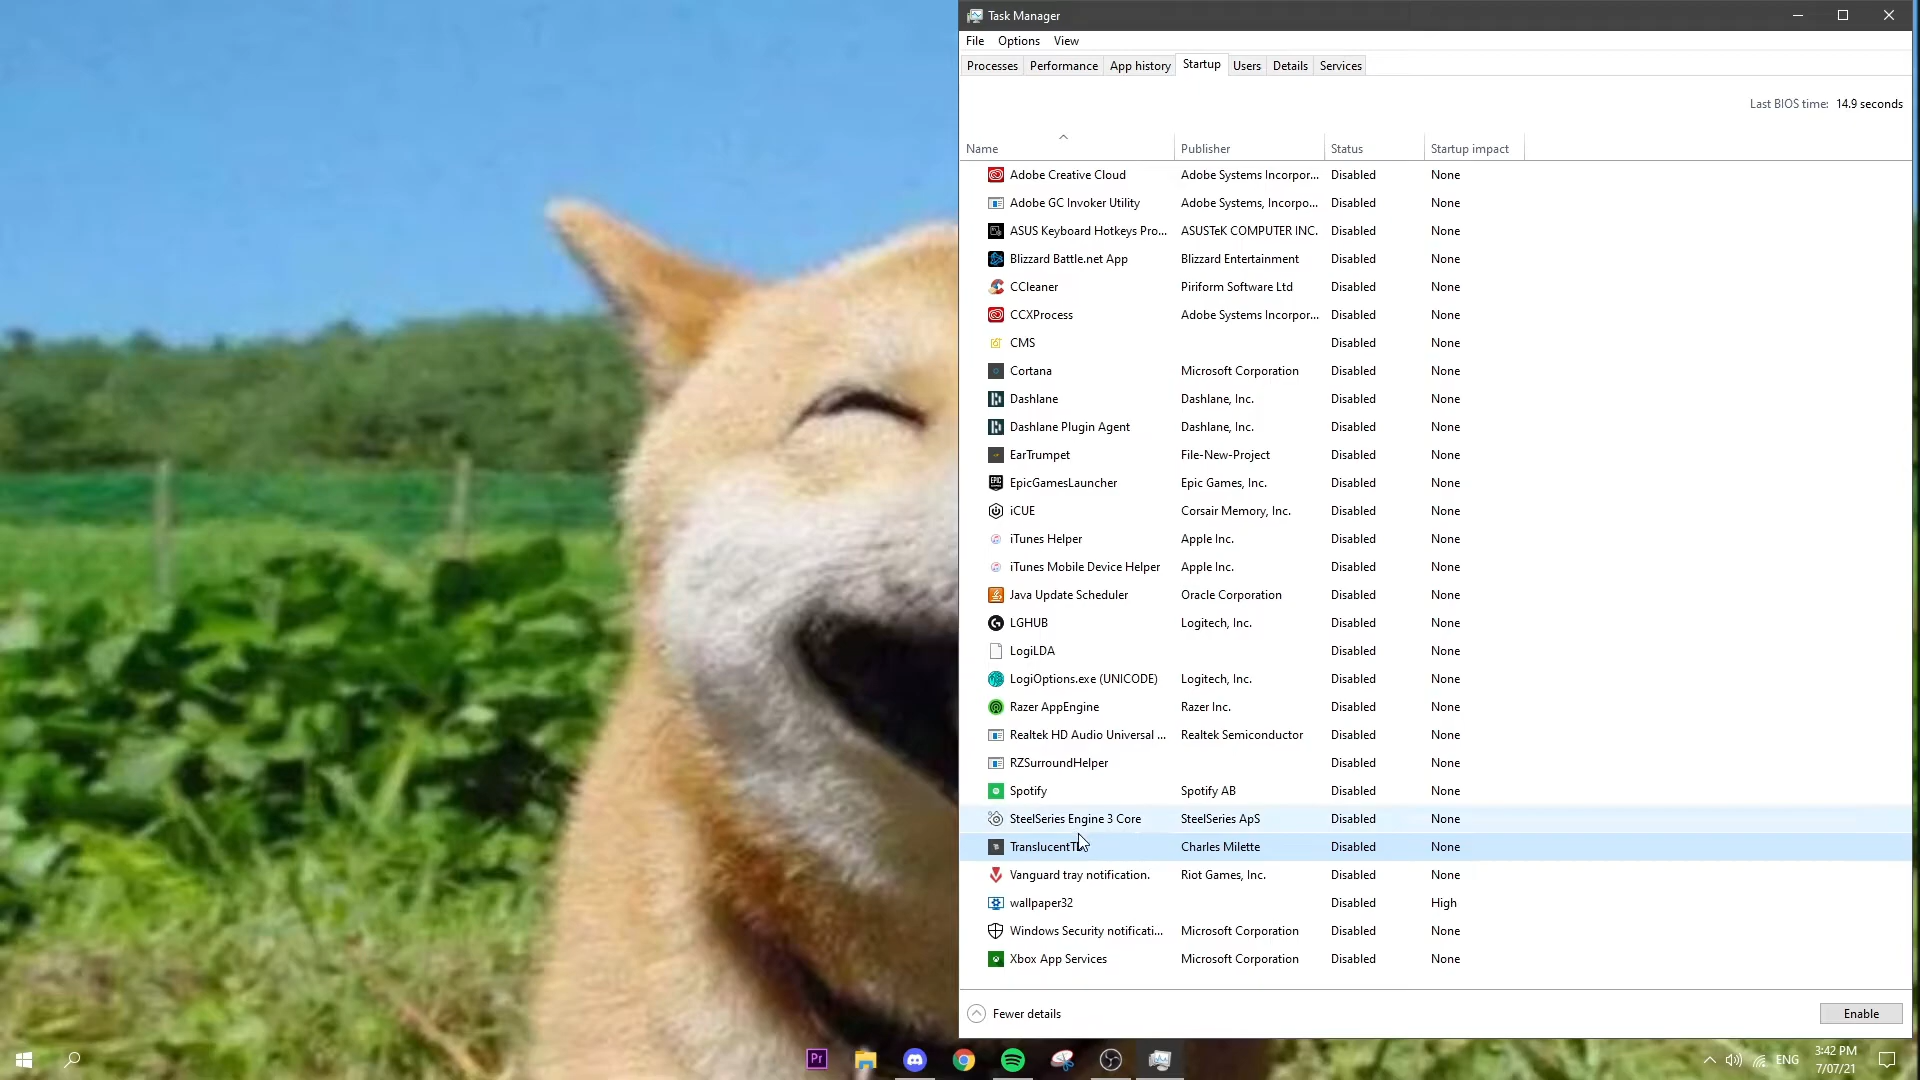 Task Manager
File Options View
Processes Performance App history Startup Users Details Services
Last BIOS time: 14.9 seconds
Name Publisher Status Startup impact
Adobe Creative Cloud Adobe Systems Incorpor... Disabled None
Adobe GC Invoker Utility Adobe Systems, Incorpo... Disabled None
ASUS Keyboard Hotkeys Pro... ASUSTeK COMPUTER INC. Disabled None
Blizzard Battle.net App Blizzard Entertainment Disabled None
CCleaner Piriform Software Ltd Disabled None
CCXProcess Adobe Systems Incorpor... Disabled None
CMS Disabled None
Cortana Microsoft Corporation Disabled None
Dashlane Dashlane, Inc. Disabled None
Dashlane Plugin Agent Dashlane, Inc. Disabled None
EarTrumpet File-New-Project Disabled None
EpicGamesLauncher Epic Games, Inc. Disabled None
iCUE Corsair Memory, Inc. Disabled None
iTunes Helper Apple Inc. Disabled None
iTunes Mobile Device Helper Apple Inc. Disabled None
Java Update Scheduler Oracle Corporation Disabled None
LGHUB Logitech, Inc. Disabled None
LogiLDA Disabled None
LogiOptions.exe (UNICODE) Logitech, Inc. Disabled None
Razer AppEngine Razer Inc. Disabled None
Realtek HD Audio Universal ... Realtek Semiconductor Disabled None
RZSurroundHelper Disabled None
Spotify Spotify AB Disabled None
SteelSeries Engine 3 Core SteelSeries ApS Disabled None
Charles Milette Disabled None
Vanguard tray notification. Riot Games, Inc. Disabled None
wallpaper32 Disabled High
Windows Security notificati... Microsoft Corporation Disabled None
Xbox App Services Microsoft Corporation Disabled None
Fewer details Enable
Pr
ENG
3:42 PM
7/07/21